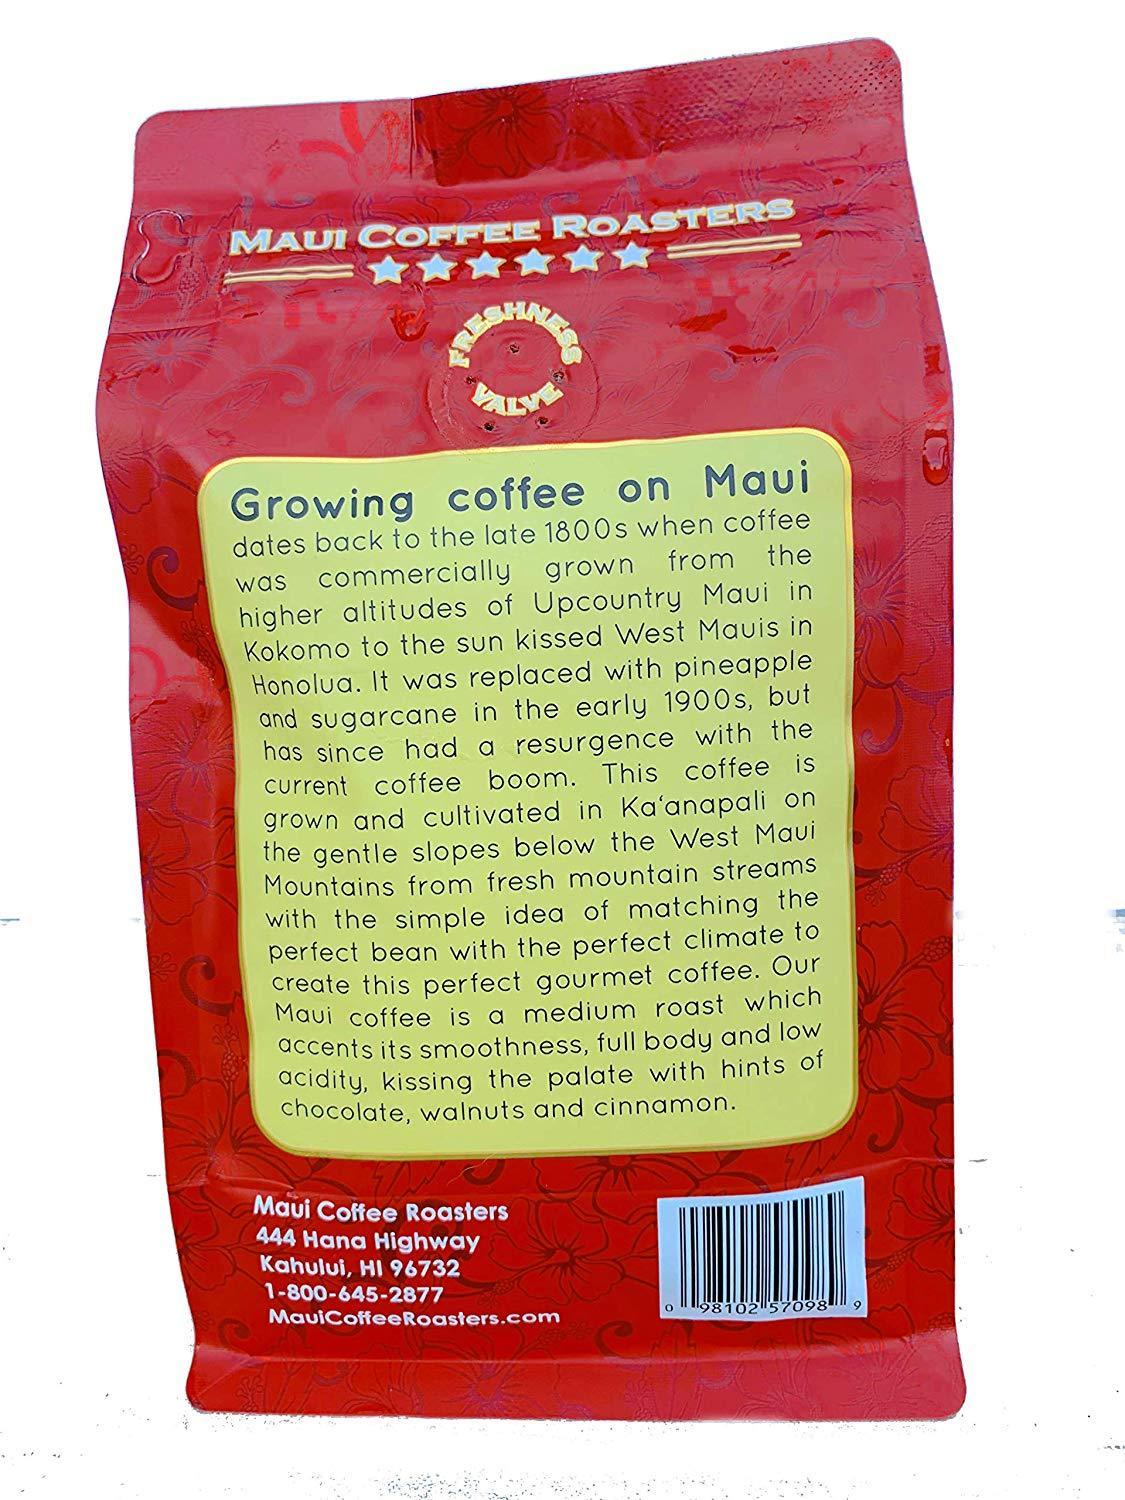 MAUI COFFEE ROASTERS
FRESHNESS
VALVE
Growing coffee on Maui
dates back to the late 1800s when coffee
was commercially grown from the
higher altitudes of Upcountry Maui in
Kokomo to the sun kissed West Mauis in
Honolua. It was replaced with pineapple
and sugarcane in the early 1900s, but
has since had a resurgence with the
current coffee boom. This coffee is
grown and cultivated in Ka‘anapali on
the gentle slopes below the West Maui
Mountains from fresh mountain streams
with the simple idea of matching the
perfect bean with the perfect climate to
create this perfect gourmet coffee. Our
Maui coffee is a medium roast which
accents its smoothness, full body and low
acidity, kissing the palate with hints of
chocolate, walnuts and cinnamon.
Maui Coffee Roasters
444 Hana Highway
Kahului, HI 96732
1-800-645-2877
MauiCoffeeRoasters.com
0 98102 57098 9